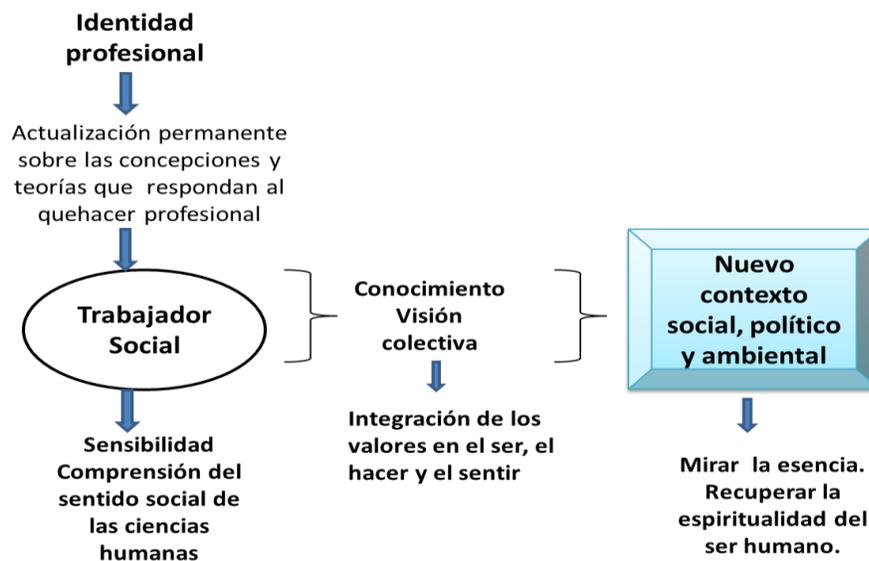 Identidad
profesional
Actualización permanente
sobre las concepciones y
teorías que respondan al
quehacer profesional
Trabajador
Social
Sensibilidad
Comprensión del
sentido social de
las ciencias
humanas
Conocimiento
Visión
colectiva
Integración de los
valores en el ser, el
hacer y el sentir
Nuevo
contexto
social, político
y ambiental
Mirar la esencia.
Recuperar la
espiritualidad del
ser humano.